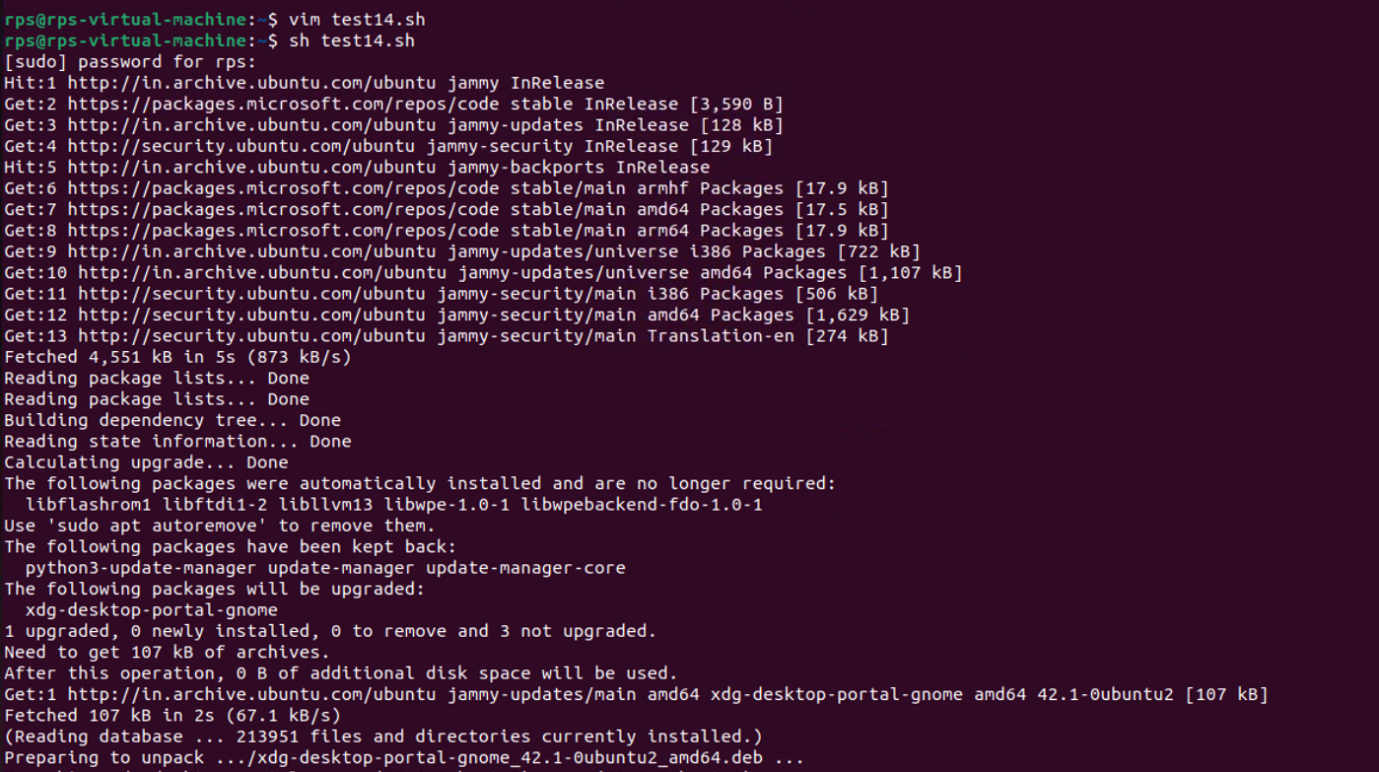 rps@rps-virtual-machine:~$ vim test14.sh
rps@rps-virtual-machine:~$ sh test14.sh
[sudo] password for rps:
Hit:1 http://in.archive.ubuntu.com/ubuntu jammy InRelease
Get:2 https://packages.microsoft.com/repos/code stable InRelease [3,590 B]
Get:3 http://in.archive.ubuntu.com/ubuntu jammy-updates InRelease [128 kB]
Get:4 http://security.ubuntu.com/ubuntu jammy-security InRelease [129 kB]
Hit:5 http://in.archive.ubuntu.com/ubuntu jammy-backports InRelease
Get:6 https://packages.microsoft.com/repos/code stable/main armhf Packages [17.9 kB]
Get:7 https://packages.microsoft.com/repos/code stable/main amd64 Packages [17.5 kB]
Get:8 https://packages.microsoft.com/repos/code stable/main arm64 Packages [17.9 kB]
Get:9 http://in.archive.ubuntu.com/ubuntu jammy-updates/universe i386 Packages [722 kB]
Get:10 http://in.archive.ubuntu.com/ubuntu jammy-updates/universe amd64 Packages [1,107 kB]
Get:11 http://security.ubuntu.com/ubuntu jammy-security/main i386 Packages [506 kB]
Get:12 http://security.ubuntu.com/ubuntu jammy-security/main amd64 Packages [1,629 kB]
Get:13 http://security.ubuntu.com/ubuntu jammy-security/main Translation-en [274 kB]
Fetched 4,551 kB in 5s (873 kB/s)
Reading package lists... Done
Reading package lists... Done
Building dependency tree... Done
Reading state information... Done
Calculating upgrade... Done
The following packages were automatically installed and are no longer required:
  libflashrom1 libftdi1-2 libllvm13 libwpe-1.0-1 libwpebackend-fdo-1.0-1
Use 'sudo apt autoremove' to remove them.
The following packages have been kept back:
  python3-update-manager update-manager update-manager-core
The following packages will be upgraded:
  xdg-desktop-portal-gnome
1 upgraded, 0 newly installed, 0 to remove and 3 not upgraded.
Need to get 107 kB of archives.
After this operation, 0 B of additional disk space will be used.
Get:1 http://in.archive.ubuntu.com/ubuntu jammy-updates/main amd64 xdg-desktop-portal-gnome amd64 42.1-0ubuntu2 [107 kB]
Fetched 107 kB in 2s (67.1 kB/s)
(Reading database ... 213951 files and directories currently installed.)
Preparing to unpack .../xdg-desktop-portal-gnome_42.1-0ubuntu2_amd64.deb ...